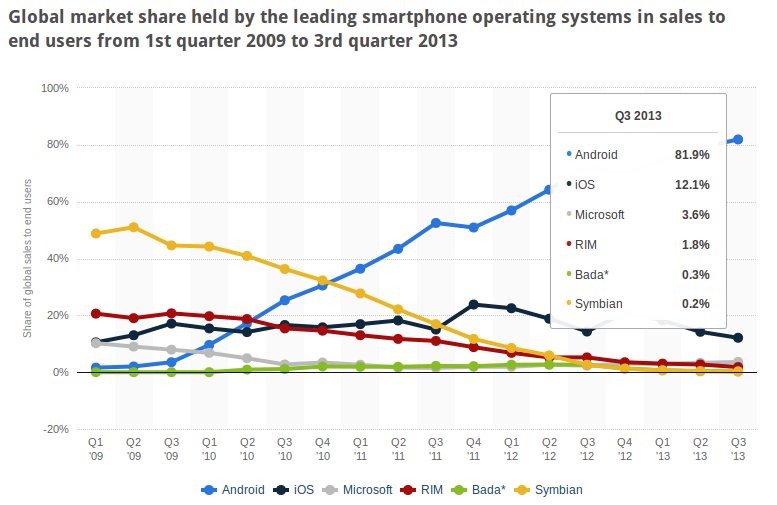 Global market share held by the leading smartphone operating systems in sales to
end users from 1st quarter 2009 to 3rd quarter 2013
Share of global sales to end users
100%
80%
60%
40%
20%
0%
-20%
Q3 2013
Android 81.9%
iOS 12.1%
Microsoft 3.6%
RIM 1.8%
Bada* 0.3%
Symbian 0.2%
Q1 Q2 Q3 Q1 Q2 Q3 Q4 Q1 Q2 Q3 Q4 Q1 Q2 Q3 Q4 Q1 Q2 Q3
'09 '09 '09 '10 '10 '10 '10 '11 '11 '11 '11 '12 '12 '12 '12 '13 '13 '13
Android iOS Microsoft RIM Bada* Symbian